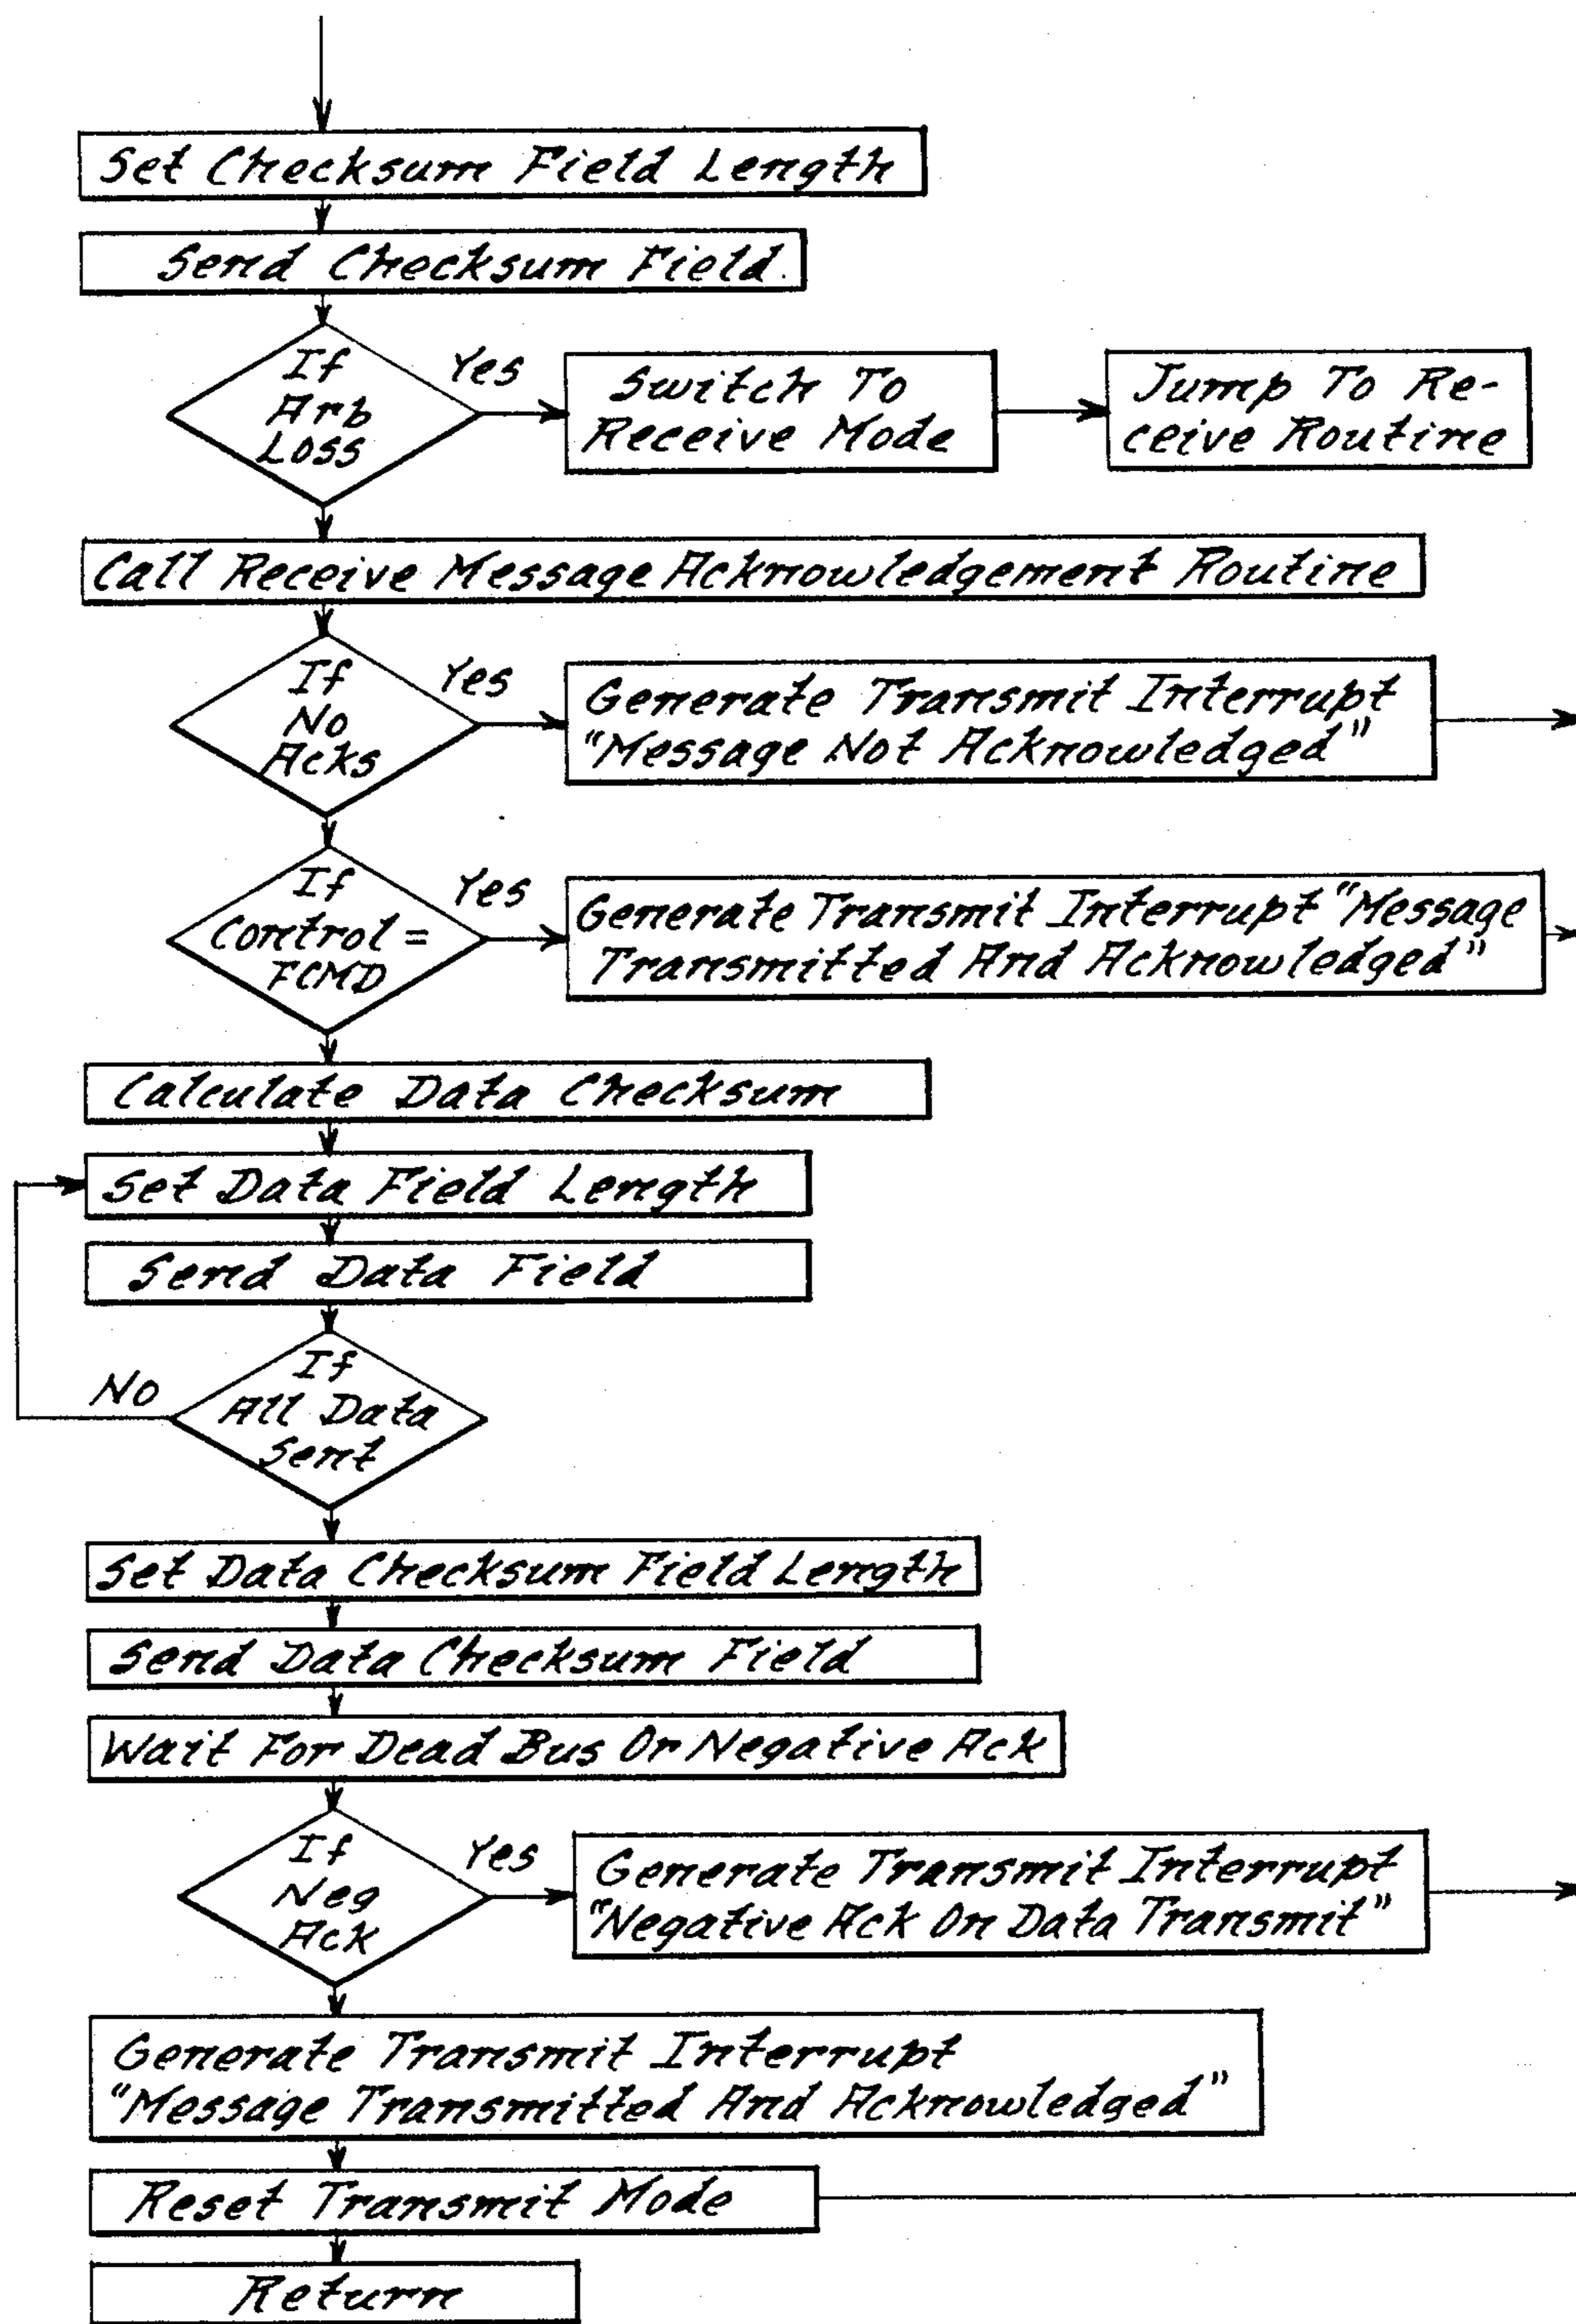 Set Checksum Field Length
Send Checksum Field.
If
Arb
Loss
Yes
Switch To
Receive Mode
Jump To Re-
ceive Routine
Call Receive Message Acknowledgement Routine
If
No
Acks
Yes
Generate Transmit Interrupt
"Message Not Acknowledged"
If
Control =
FCMD
Yes
Generate Transmit Interrupt "Message
Transmitted And Acknowledged"
Calculate Data Checksum
Set Data Field Length
Send Data Field
If
All Data
Sent
No
Set Data Checksum Field Length
Send Data Checksum Field
Wait For Dead Bus Or Negative Ack
If
Neg
Ack
Yes
Generate Transmit Interrupt
"Negative Ack On Data Transmit"
Generate Transmit Interrupt
"Message Transmitted And Acknowledged"
Reset Transmit Mode
Return